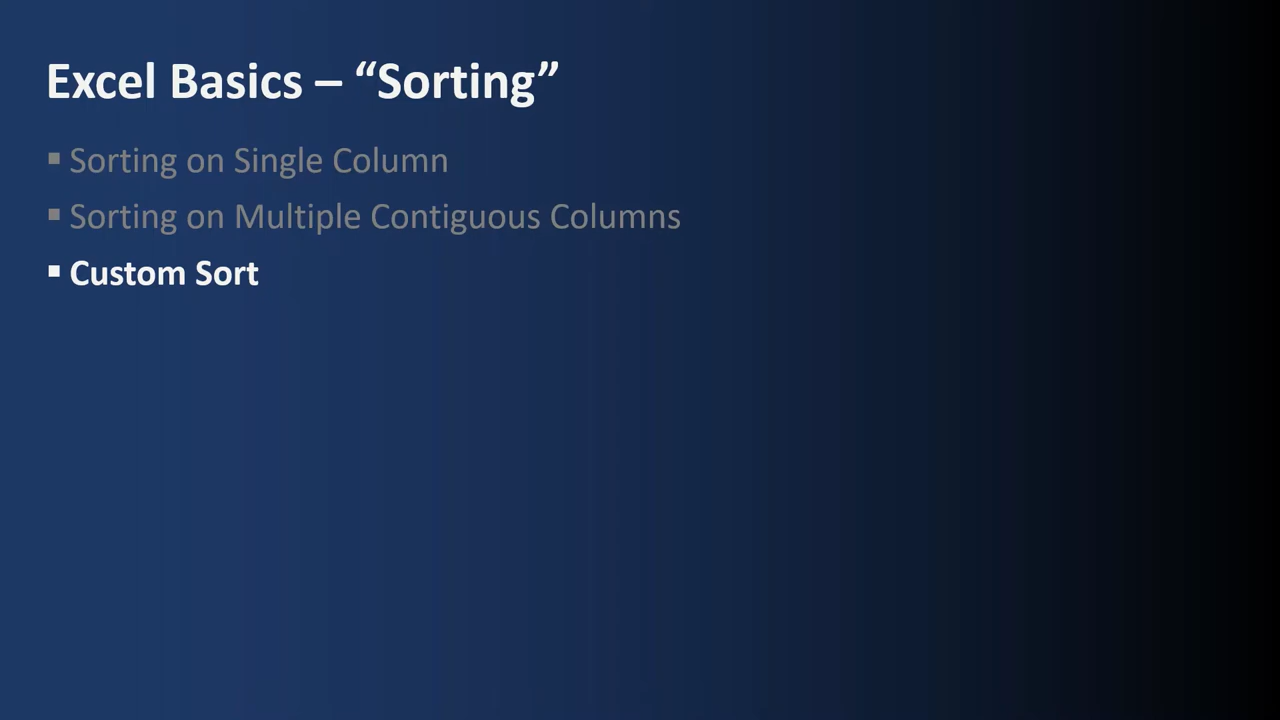 Excel Basics – “Sorting”
▪ Sorting on Single Column
▪ Sorting on Multiple Contiguous Columns
▪ Custom Sort